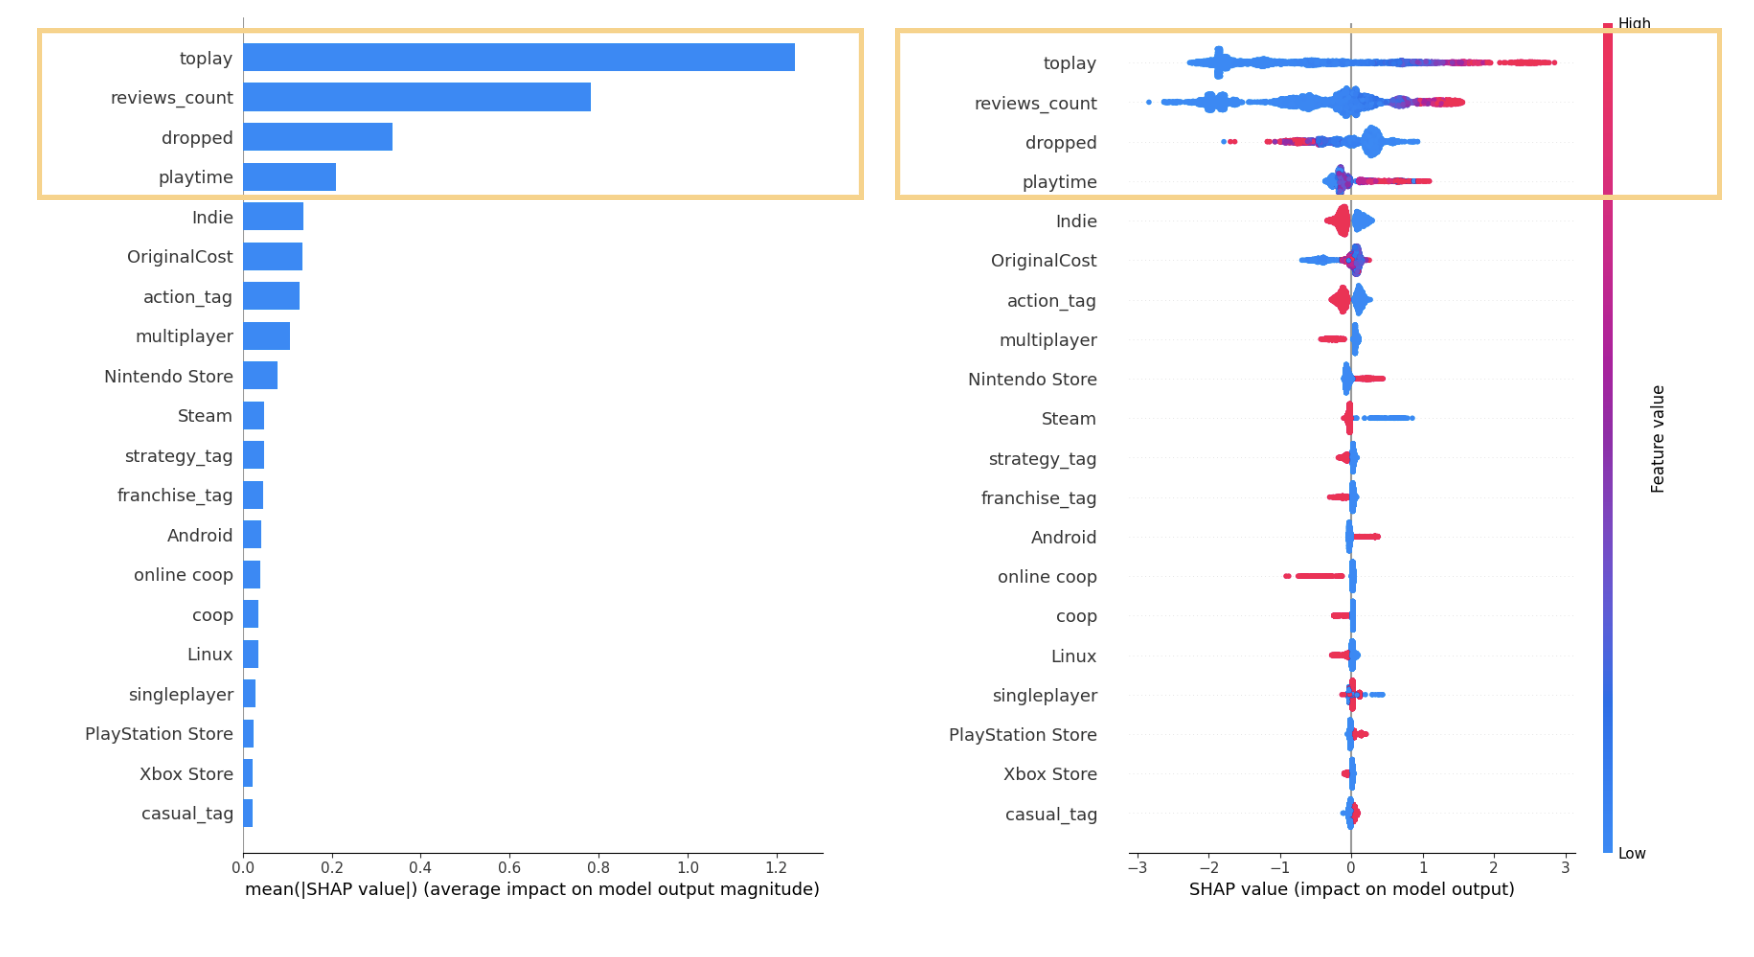 toplay
reviews_count
dropped
playtime
Indie
OriginalCost
action_tag
multiplayer
Nintendo Store
Steam
strategy_tag
franchise_tag
Android
online coop
coop
Linux
singleplayer
PlayStation Store
Xbox Store
casual_tag
0.0 0.2 0.4 0.6 0.8 1.0 1.2
mean(|SHAP value|) (average impact on model output magnitude)
High
toplay
reviews_count
dropped
playtime
Indie
OriginalCost
action_tag
multiplayer
Nintendo Store
Steam
strategy_tag
franchise_tag
Android
online coop
coop
Linux
singleplayer
PlayStation Store
Xbox Store
casual_tag
−3 −2 −1 0 1 2 3
SHAP value (impact on model output)
Feature value
Low